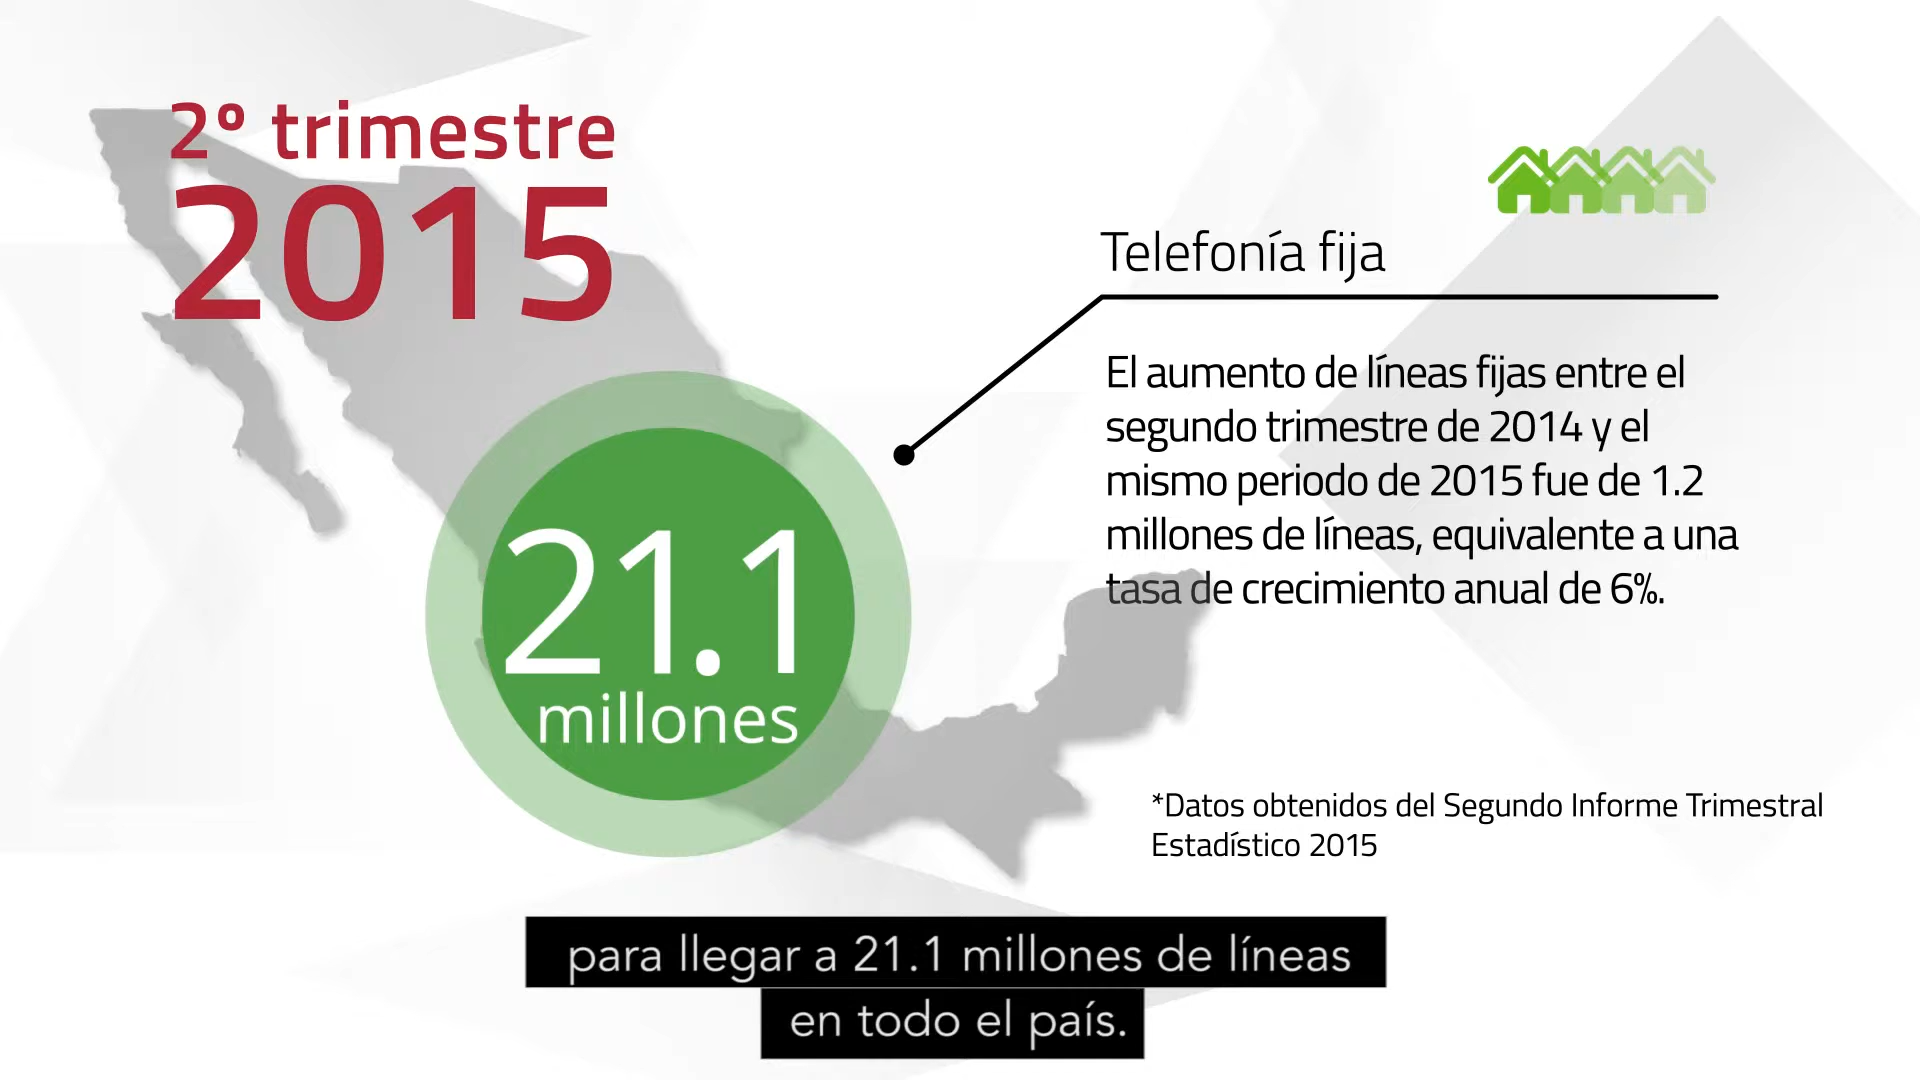 2º trimestre
2015
Telefonía fija
El aumento de líneas fijas entre el
segundo trimestre de 2014 y el
mismo periodo de 2015 fue de 1.2
millones de líneas, equivalente a una
tasa de crecimiento anual de 6%.
21.1
millones
*Datos obtenidos del Segundo Informe Trimestral
Estadístico 2015
para llegar a 21.1 millones de líneas
en todo el país.